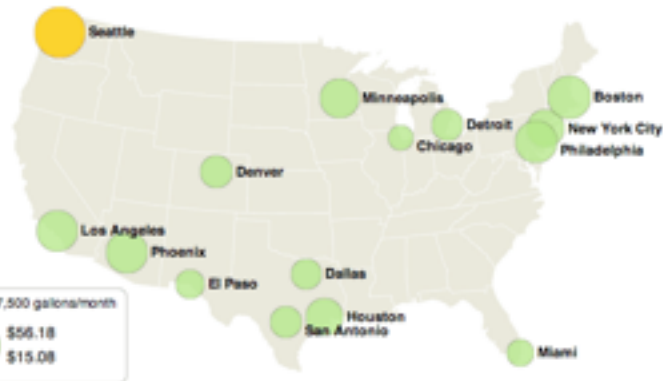 Seattle
Minneapolis
Boston
Detroit
New York City
Chicago
Philadelphia
Denver
Los Angeles
Phoenix
El Paso
Dallas
7,500 gallons/month
Houston
San Antonio
$56.18
$15.08
Miami